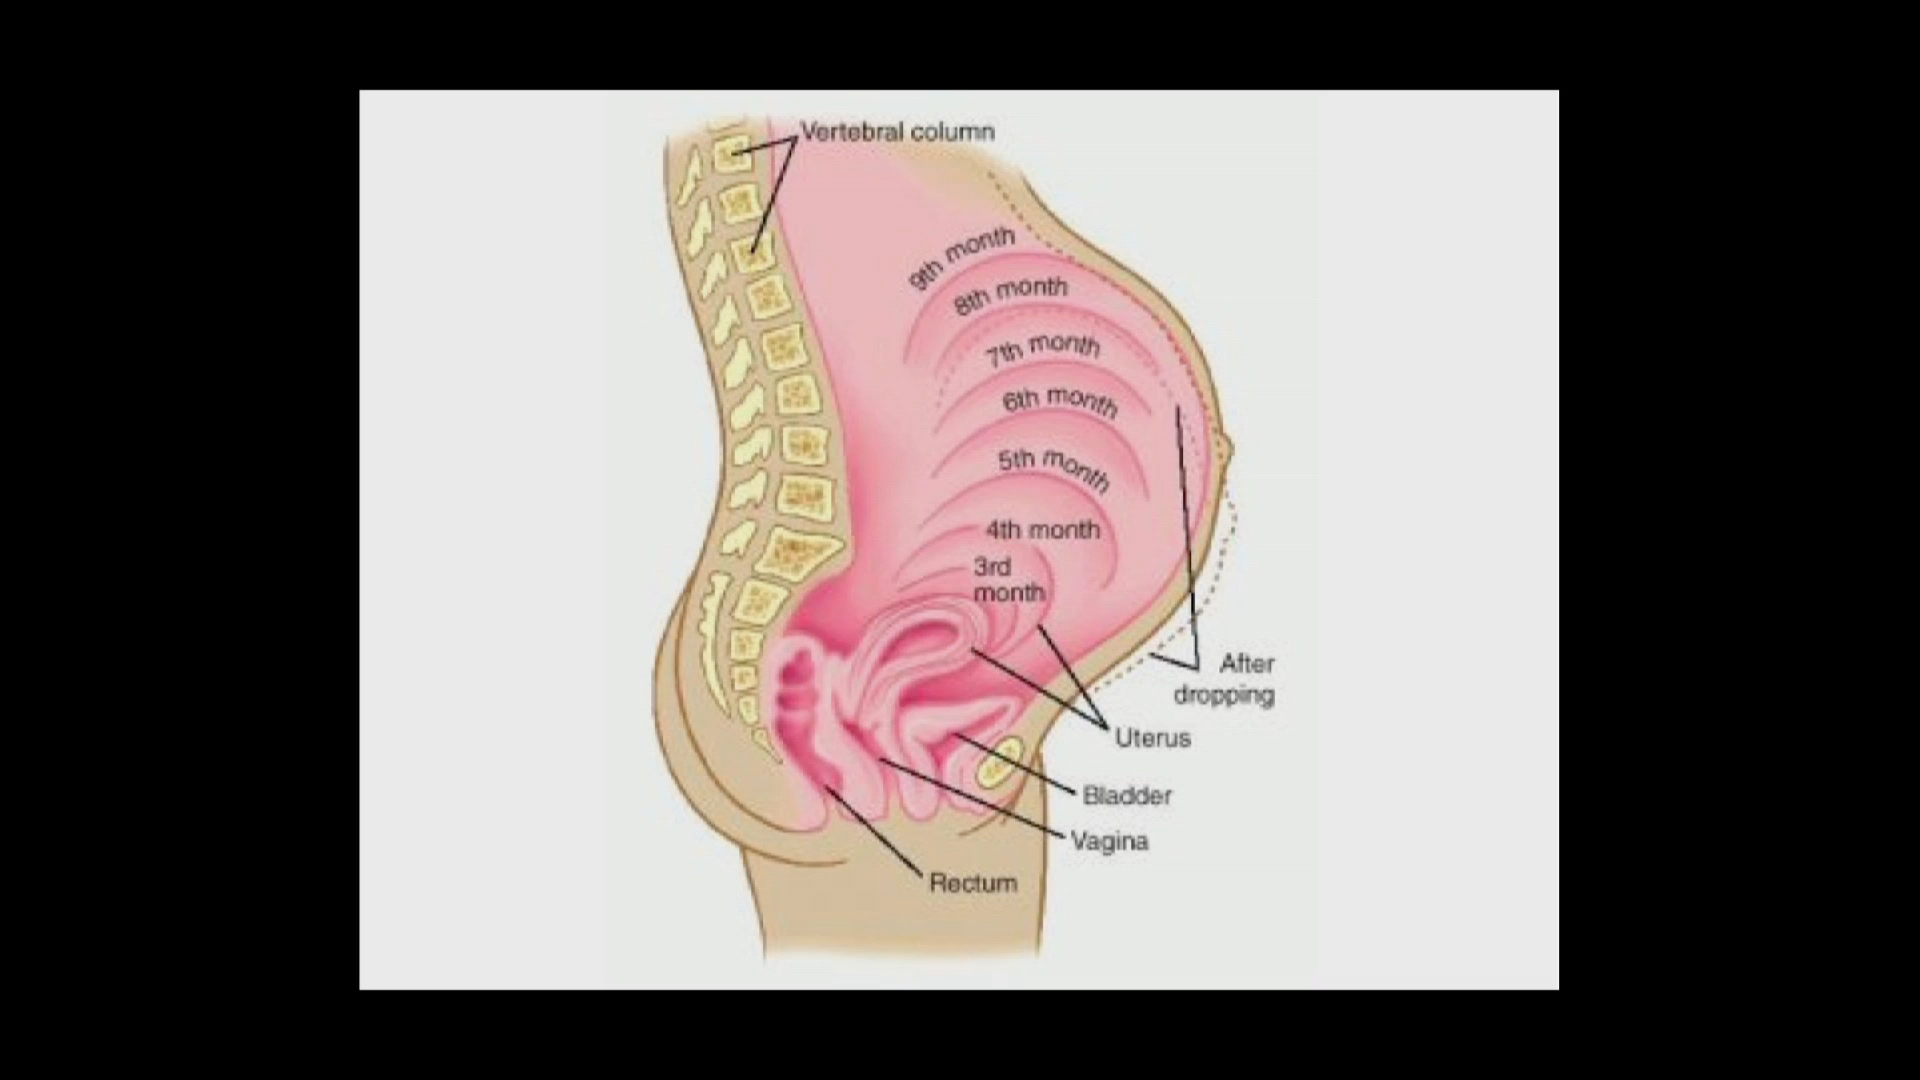 Vertebral column
9th month
8th month
7th month
6th month
5th month
4th month
3rd
month
After
dropping
Uterus
Bladder
Vagina
Rectum